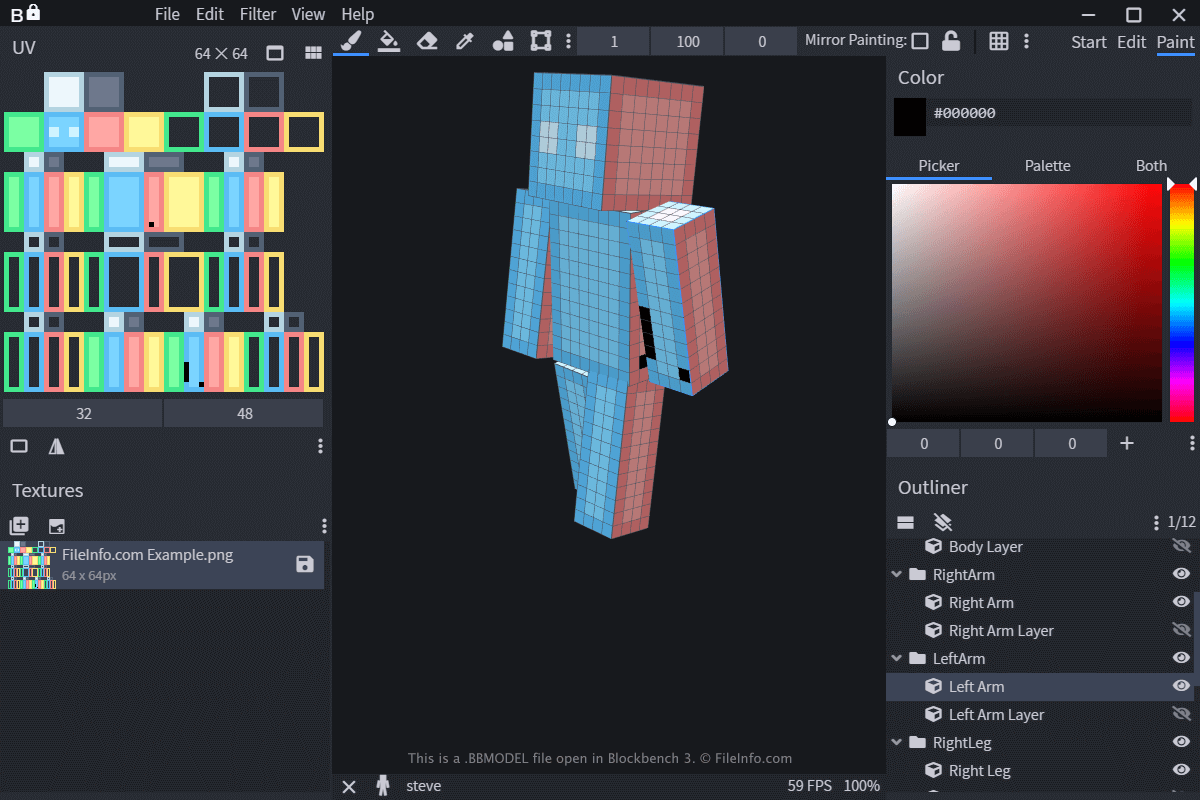 B File Edit Filter View Help
UV 64 × 64
1 100 0 Mirror Painting: Start Edit Paint
Color
#000000
Picker Palette Both
32 48
0 0 0
Textures
FileInfo.com Example.png
64 x 64px
Outliner
1/12
Body Layer
RightArm
Right Arm
Right Arm Layer
LeftArm
Left Arm
Left Arm Layer
RightLeg
Right Leg
This is a .BBMODEL file open in Blockbench 3. © FileInfo.com
steve 59 FPS 100%